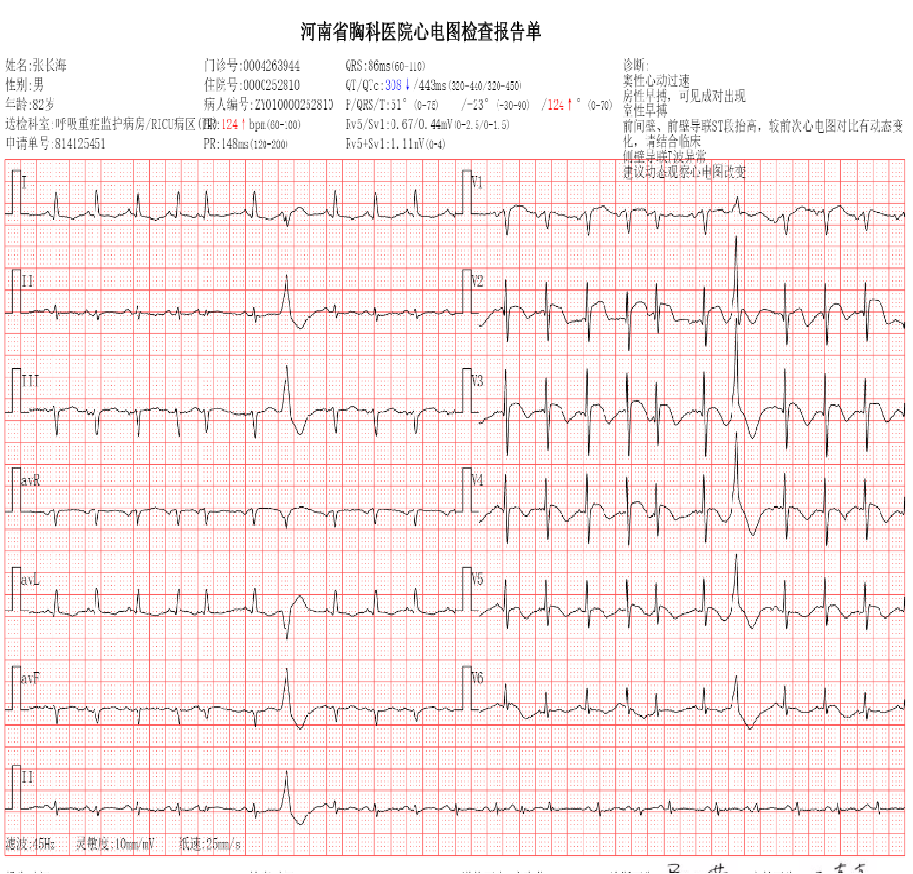 河南省胸科医院心电图检查报告单
姓名:张长海 门诊号:0004263944 QRS:86ms(60-110) 诊断:
性别:男 住院号:0000252810 QT/QTc:308↓/443ms(320-440/320-450) 窦性心动过速
年龄:82岁 病人编号:ZY010000252810 P/QRS/T:51°(0-75) /-23°(-30-90) /124↑°(0-70) 房性早搏, 可见成对出现
室性早搏
送检科室:呼吸重症监护病房/RICU病区( :124↑bpm(60-100) Rv5/Sv1:0.67/0.44mV(0-2.5/0-1.5) 前间壁、前壁导联ST段抬高, 较前次心电图对比有动态变
申请单号:814125451 PR:148ms(120-200) Rv5+Sv1:1.11mV(0-4) 化, 请结合临床
侧壁导联T波异常
建议动态观察心电图改变
I V1
II V2
III V3
avR V4
avL V5
avF V6
II
滤波:45Hz 灵敏度:10mm/mV 纸速:25mm/s